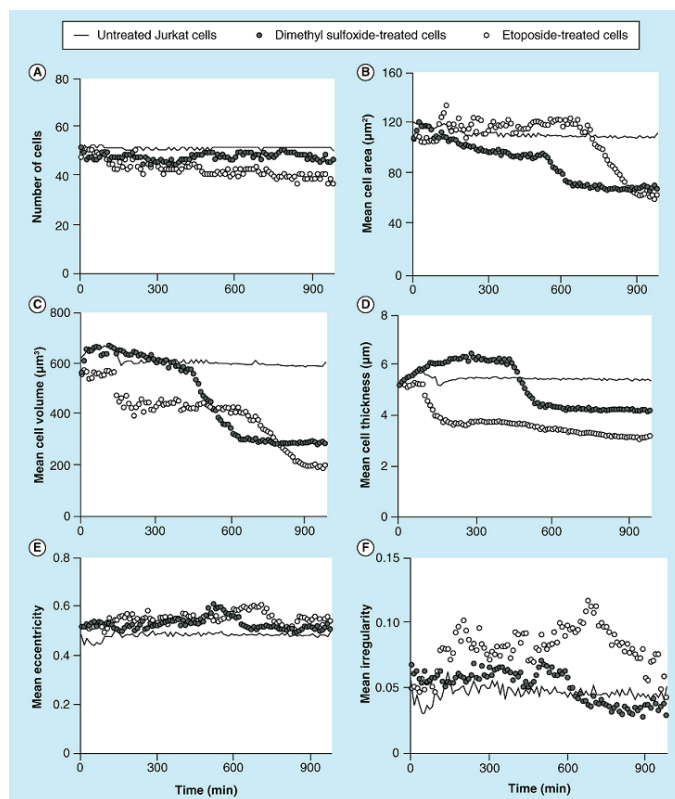 Untreated Jurkat cells Dimethyl sulfoxide-treated cells Etoposide-treated cells
A
80
60
40
20
0
0 300 600 900
Number of cells
B
160
120
80
40
0
0 300 600 900
Mean cell area (µm²)
C
800
600
400
200
0
0 300 600 900
Mean cell volume (µm³)
D
8
6
4
2
0
0 300 600 900
Mean cell thickness (µm)
E
0.8
0.6
0.4
0.2
0
0 300 600 900
Mean eccentricity
Time (min)
F
0.15
0.10
0.05
0
0 300 600 900
Mean irregularity
Time (min)